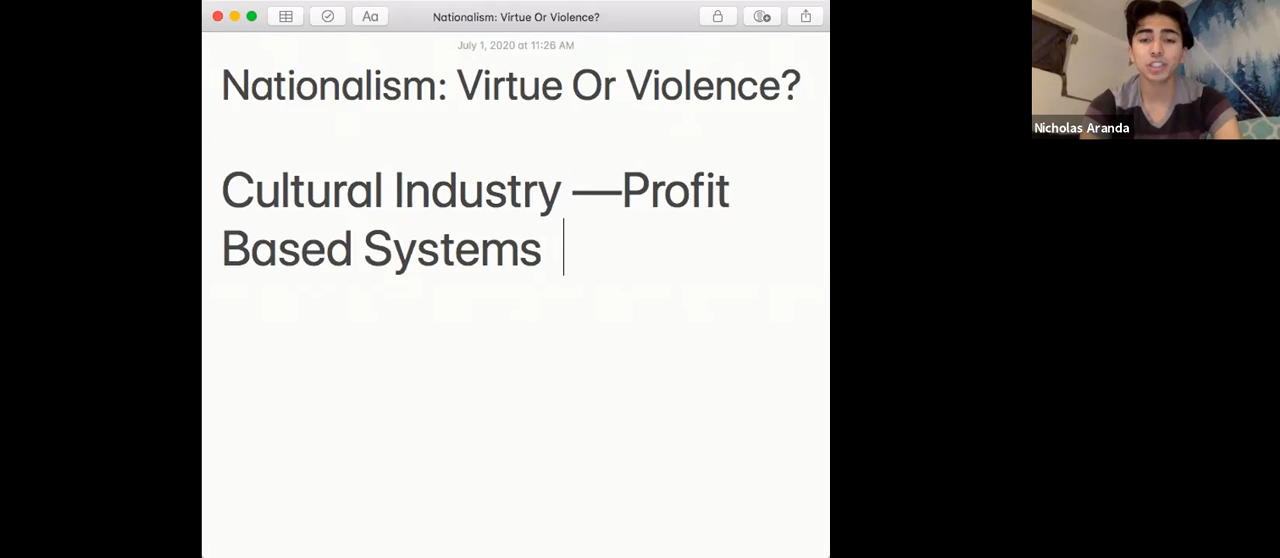 Aa
Nationalism: Virtue Or Violence?
July 1, 2020 at 11:26 AM
Nationalism: Virtue Or Violence?
Cultural Industry —Profit
Based Systems
Nicholas Aranda